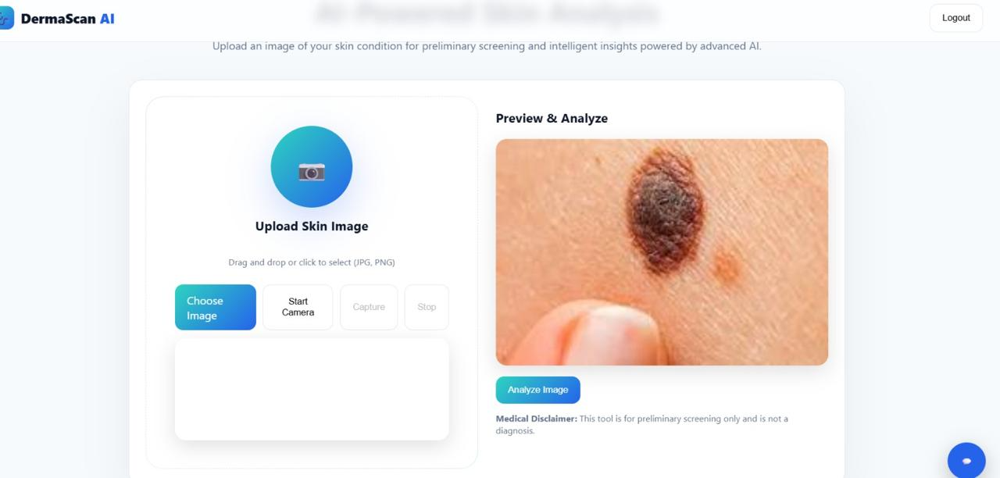 DermaScan AI
Logout
AI-Powered Skin Analysis
Upload an image of your skin condition for preliminary screening and intelligent insights powered by advanced AI.
Upload Skin Image
Drag and drop or click to select (JPG, PNG)
Choose
Image
Start
Camera
Capture
Stop
Preview & Analyze
Analyze Image
Medical Disclaimer: This tool is for preliminary screening only and is not a
diagnosis.